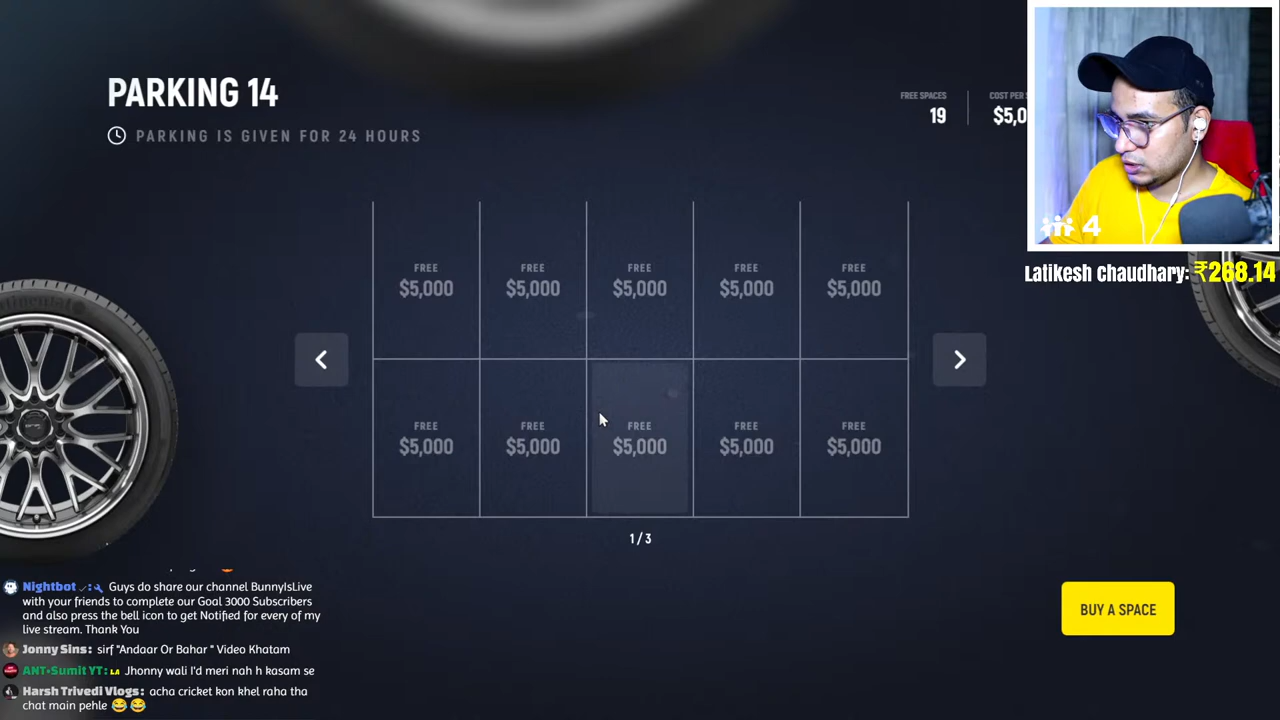 PARKING 14
PARKING IS GIVEN FOR 24 HOURS
FREE SPACES
19
COST PER
$5,0
FREE FREE FREE FREE FREE
$5,000 $5,000 $5,000 $5,000 $5,000
FREE FREE FREE FREE FREE
$5,000 $5,000 $5,000 $5,000 $5,000
1 / 3
BUY A SPACE
4
Latikesh Chaudhary: ₹268.14
Nightbot : Guys do share our channel BunnyIsLive
with your friends to complete our Goal 3000 Subscribers
and also press the bell icon to get Notified for every of my
live stream. Thank You
Jonny Sins : sirf "Andaar Or Bahar " Video Khatam
ANT•Sumit YT : Jhonny wali I'd meri nah h kasam se
Harsh Trivedi Vlogs : acha cricket kon khel raha tha
chat main pehle 😂😂